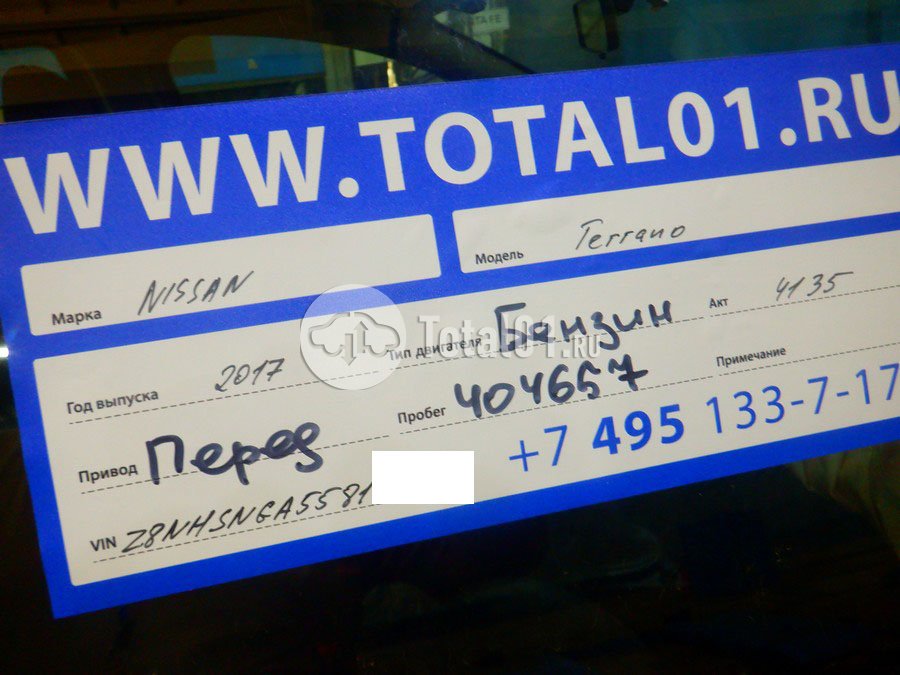 WWW.TOTAL01.RU
Марка NISSAN Модель Terrano
Год выпуска 2017 Тип двигателя Бензин Акт 4135
Привод Перед Пробег 404657 Примечание
+7 495 133-7-17
VIN Z8NHSNGA5581
Total01.RU